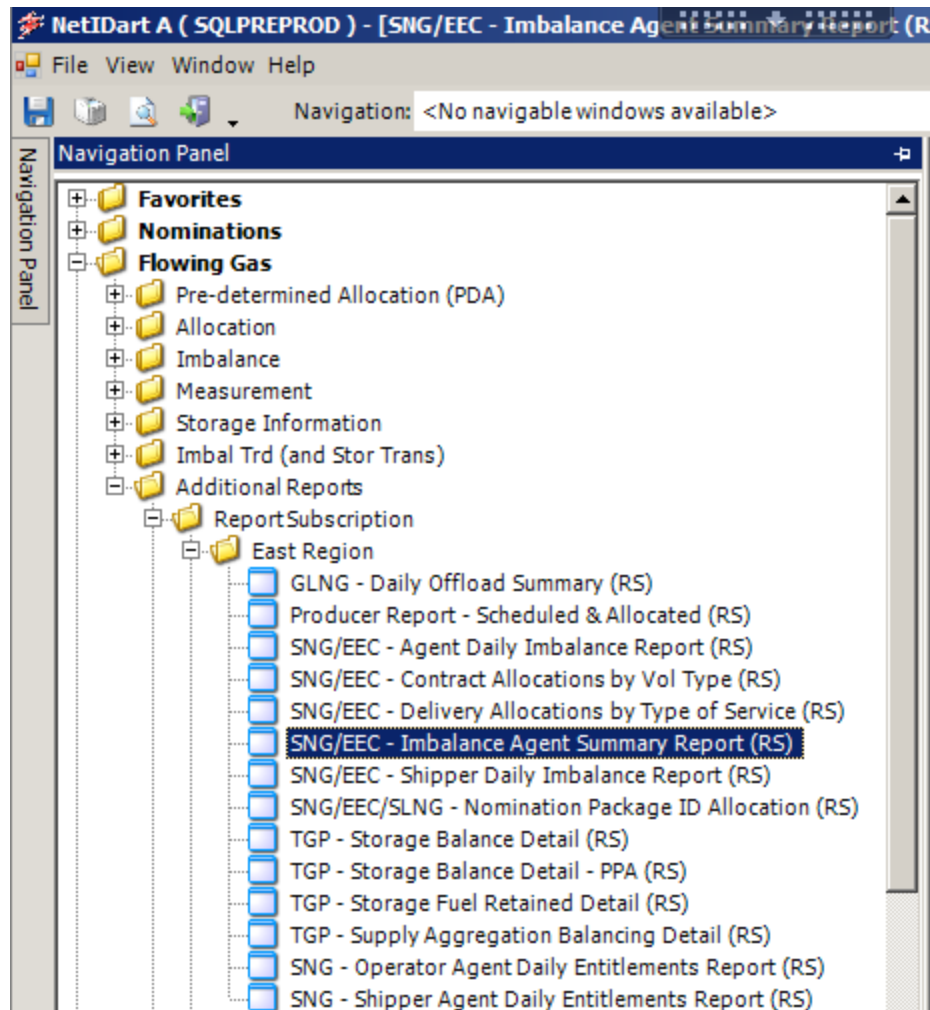 NetIDart A ( SQLPREPROD ) - [SNG/EEC - Imbalance Agent Summary Report (R
File View Window Help
Navigation: <No navigable windows available>
Navigation Panel
Navigation Panel
Favorites
Nominations
Flowing Gas
Pre-determined Allocation (PDA)
Allocation
Imbalance
Measurement
Storage Information
Imbal Trd (and Stor Trans)
Additional Reports
Report Subscription
East Region
GLNG - Daily Offload Summary (RS)
Producer Report - Scheduled & Allocated (RS)
SNG/EEC - Agent Daily Imbalance Report (RS)
SNG/EEC - Contract Allocations by Vol Type (RS)
SNG/EEC - Delivery Allocations by Type of Service (RS)
SNG/EEC - Imbalance Agent Summary Report (RS)
SNG/EEC - Shipper Daily Imbalance Report (RS)
SNG/EEC/SLNG - Nomination Package ID Allocation (RS)
TGP - Storage Balance Detail (RS)
TGP - Storage Balance Detail - PPA (RS)
TGP - Storage Fuel Retained Detail (RS)
TGP - Supply Aggregation Balancing Detail (RS)
SNG - Operator Agent Daily Entitlements Report (RS)
SNG - Shipper Agent Daily Entitlements Report (RS)